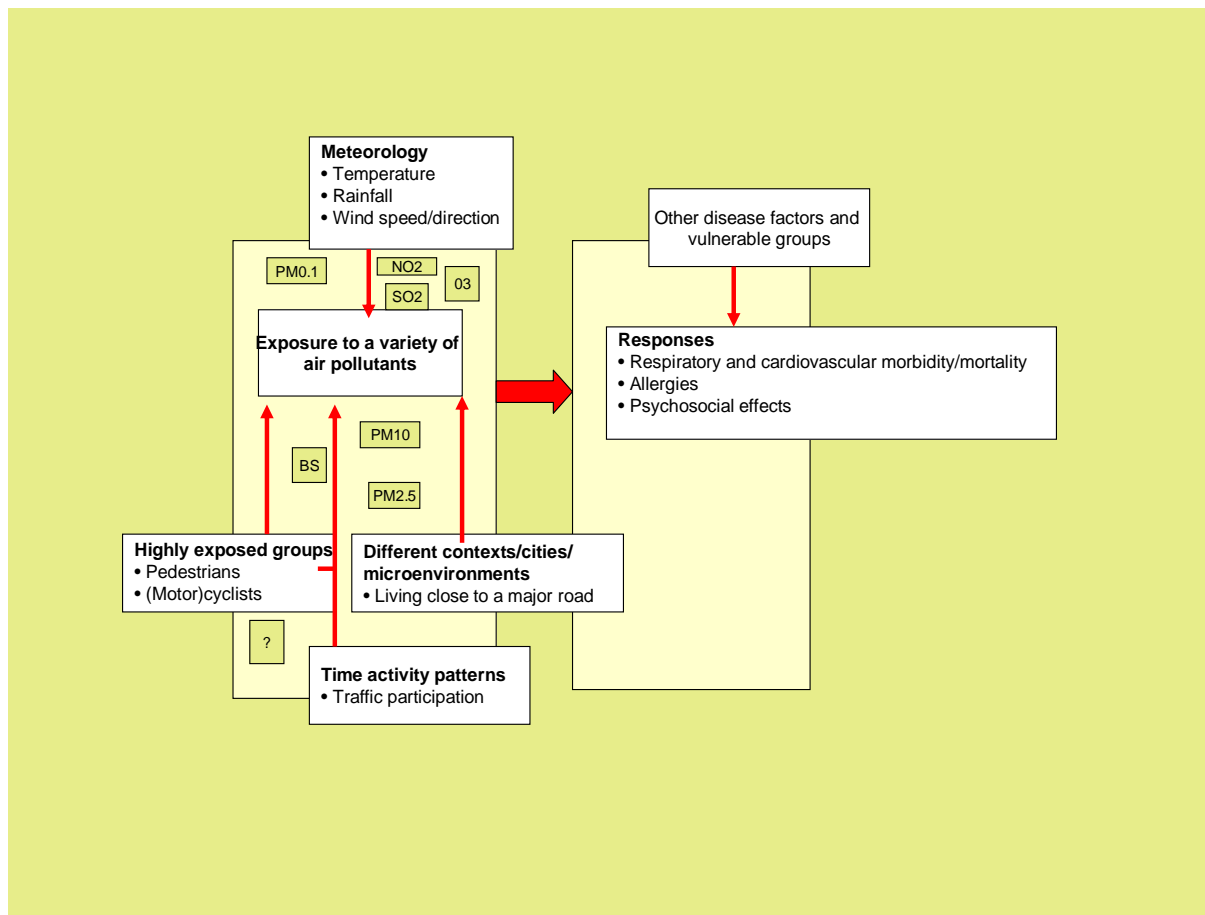 Meteorology
• Temperature
• Rainfall
• Wind speed/direction
Other disease factors and
vulnerable groups
PM0.1
NO2
03
SO2
Exposure to a variety of
air pollutants
Responses
• Respiratory and cardiovascular morbidity/mortality
• Allergies
• Psychosocial effects
PM10
BS
PM2.5
Highly exposed groups
• Pedestrians
• (Motor)cyclists
Different contexts/cities/
microenvironments
• Living close to a major road
?
Time activity patterns
• Traffic participation